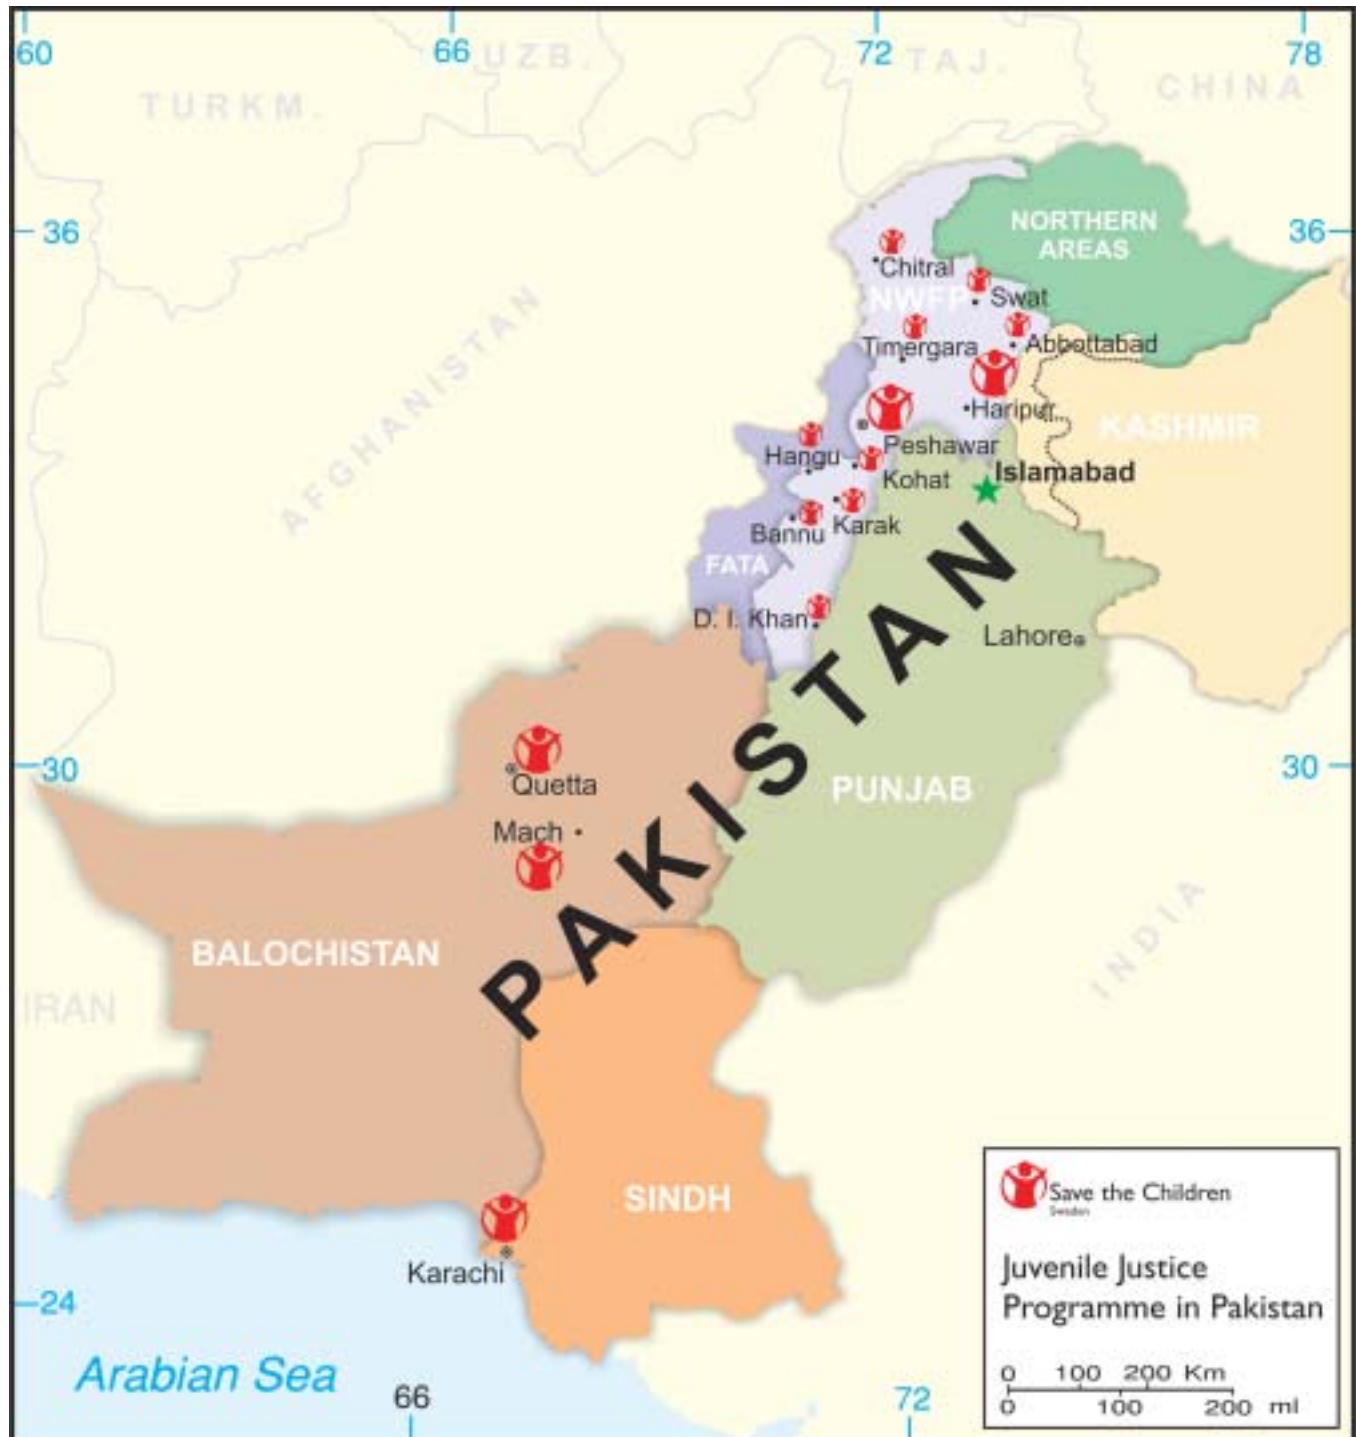 60
66
72
78
UZB.
TAJ.
TURKM.
CHINA
NORTHERN
AREAS
36
36
Chitral
NWFP
Swat
Timergara
Abbottabad
AFGHANISTAN
Haripur
KASHMIR
Peshawar
Hangu
Islamabad
Kohat
Karak
Bannu
FATA
D. I. Khan
Lahore
PAKISTAN
30
30
Quetta
PUNJAB
Mach
BALOCHISTAN
INDIA
IRAN
SINDH
Save the Children
Sweden
Karachi
Juvenile Justice
Programme in Pakistan
24
Arabian Sea
0 100 200 Km
0 100 200 ml
66
72